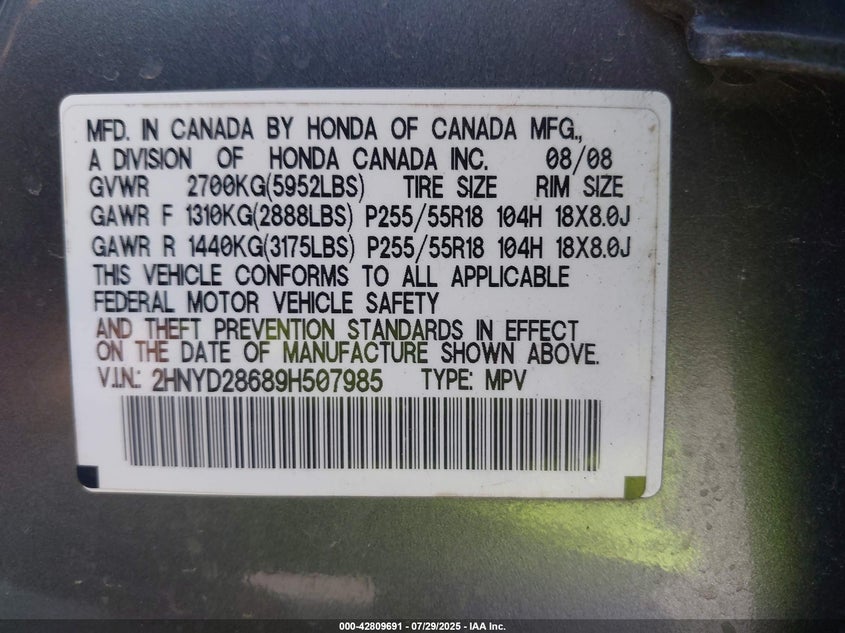 MFD. IN CANADA BY HONDA OF CANADA MFG.,
A DIVISION OF HONDA CANADA INC. 08/08
GVWR 2700KG(5952LBS) TIRE SIZE RIM SIZE
GAWR F 1310KG(2888LBS) P255/55R18 104H 18X8.0J
GAWR R 1440KG(3175LBS) P255/55R18 104H 18X8.0J
THIS VEHICLE CONFORMS TO ALL APPLICABLE
FEDERAL MOTOR VEHICLE SAFETY
AND THEFT PREVENTION STANDARDS IN EFFECT
ON THE DATE OF MANUFACTURE SHOWN ABOVE.
V.I.N.: 2HNYD28689H507985 TYPE: MPV
000-42809691 - 07/29/2025 - IAA Inc.